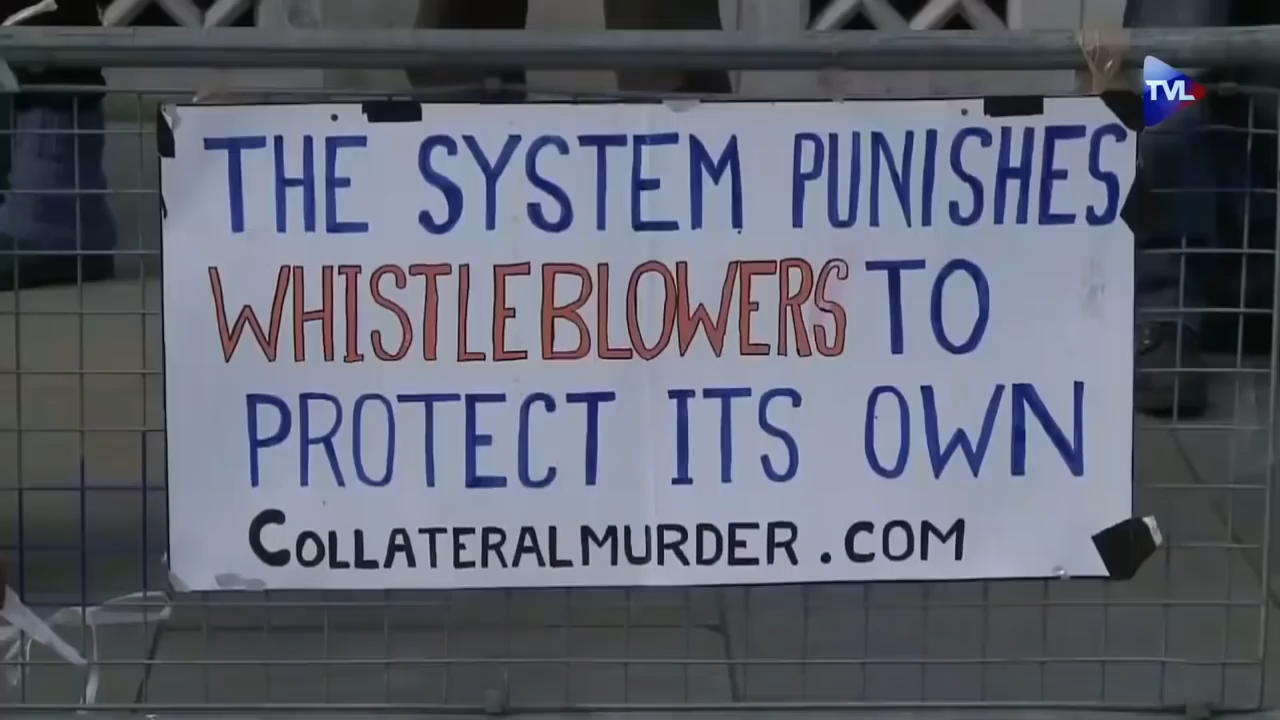 TVL
THE SYSTEM PUNISHES
WHISTLEBLOWERS TO
PROTECT ITS OWN
COLLATERALMURDER.COM